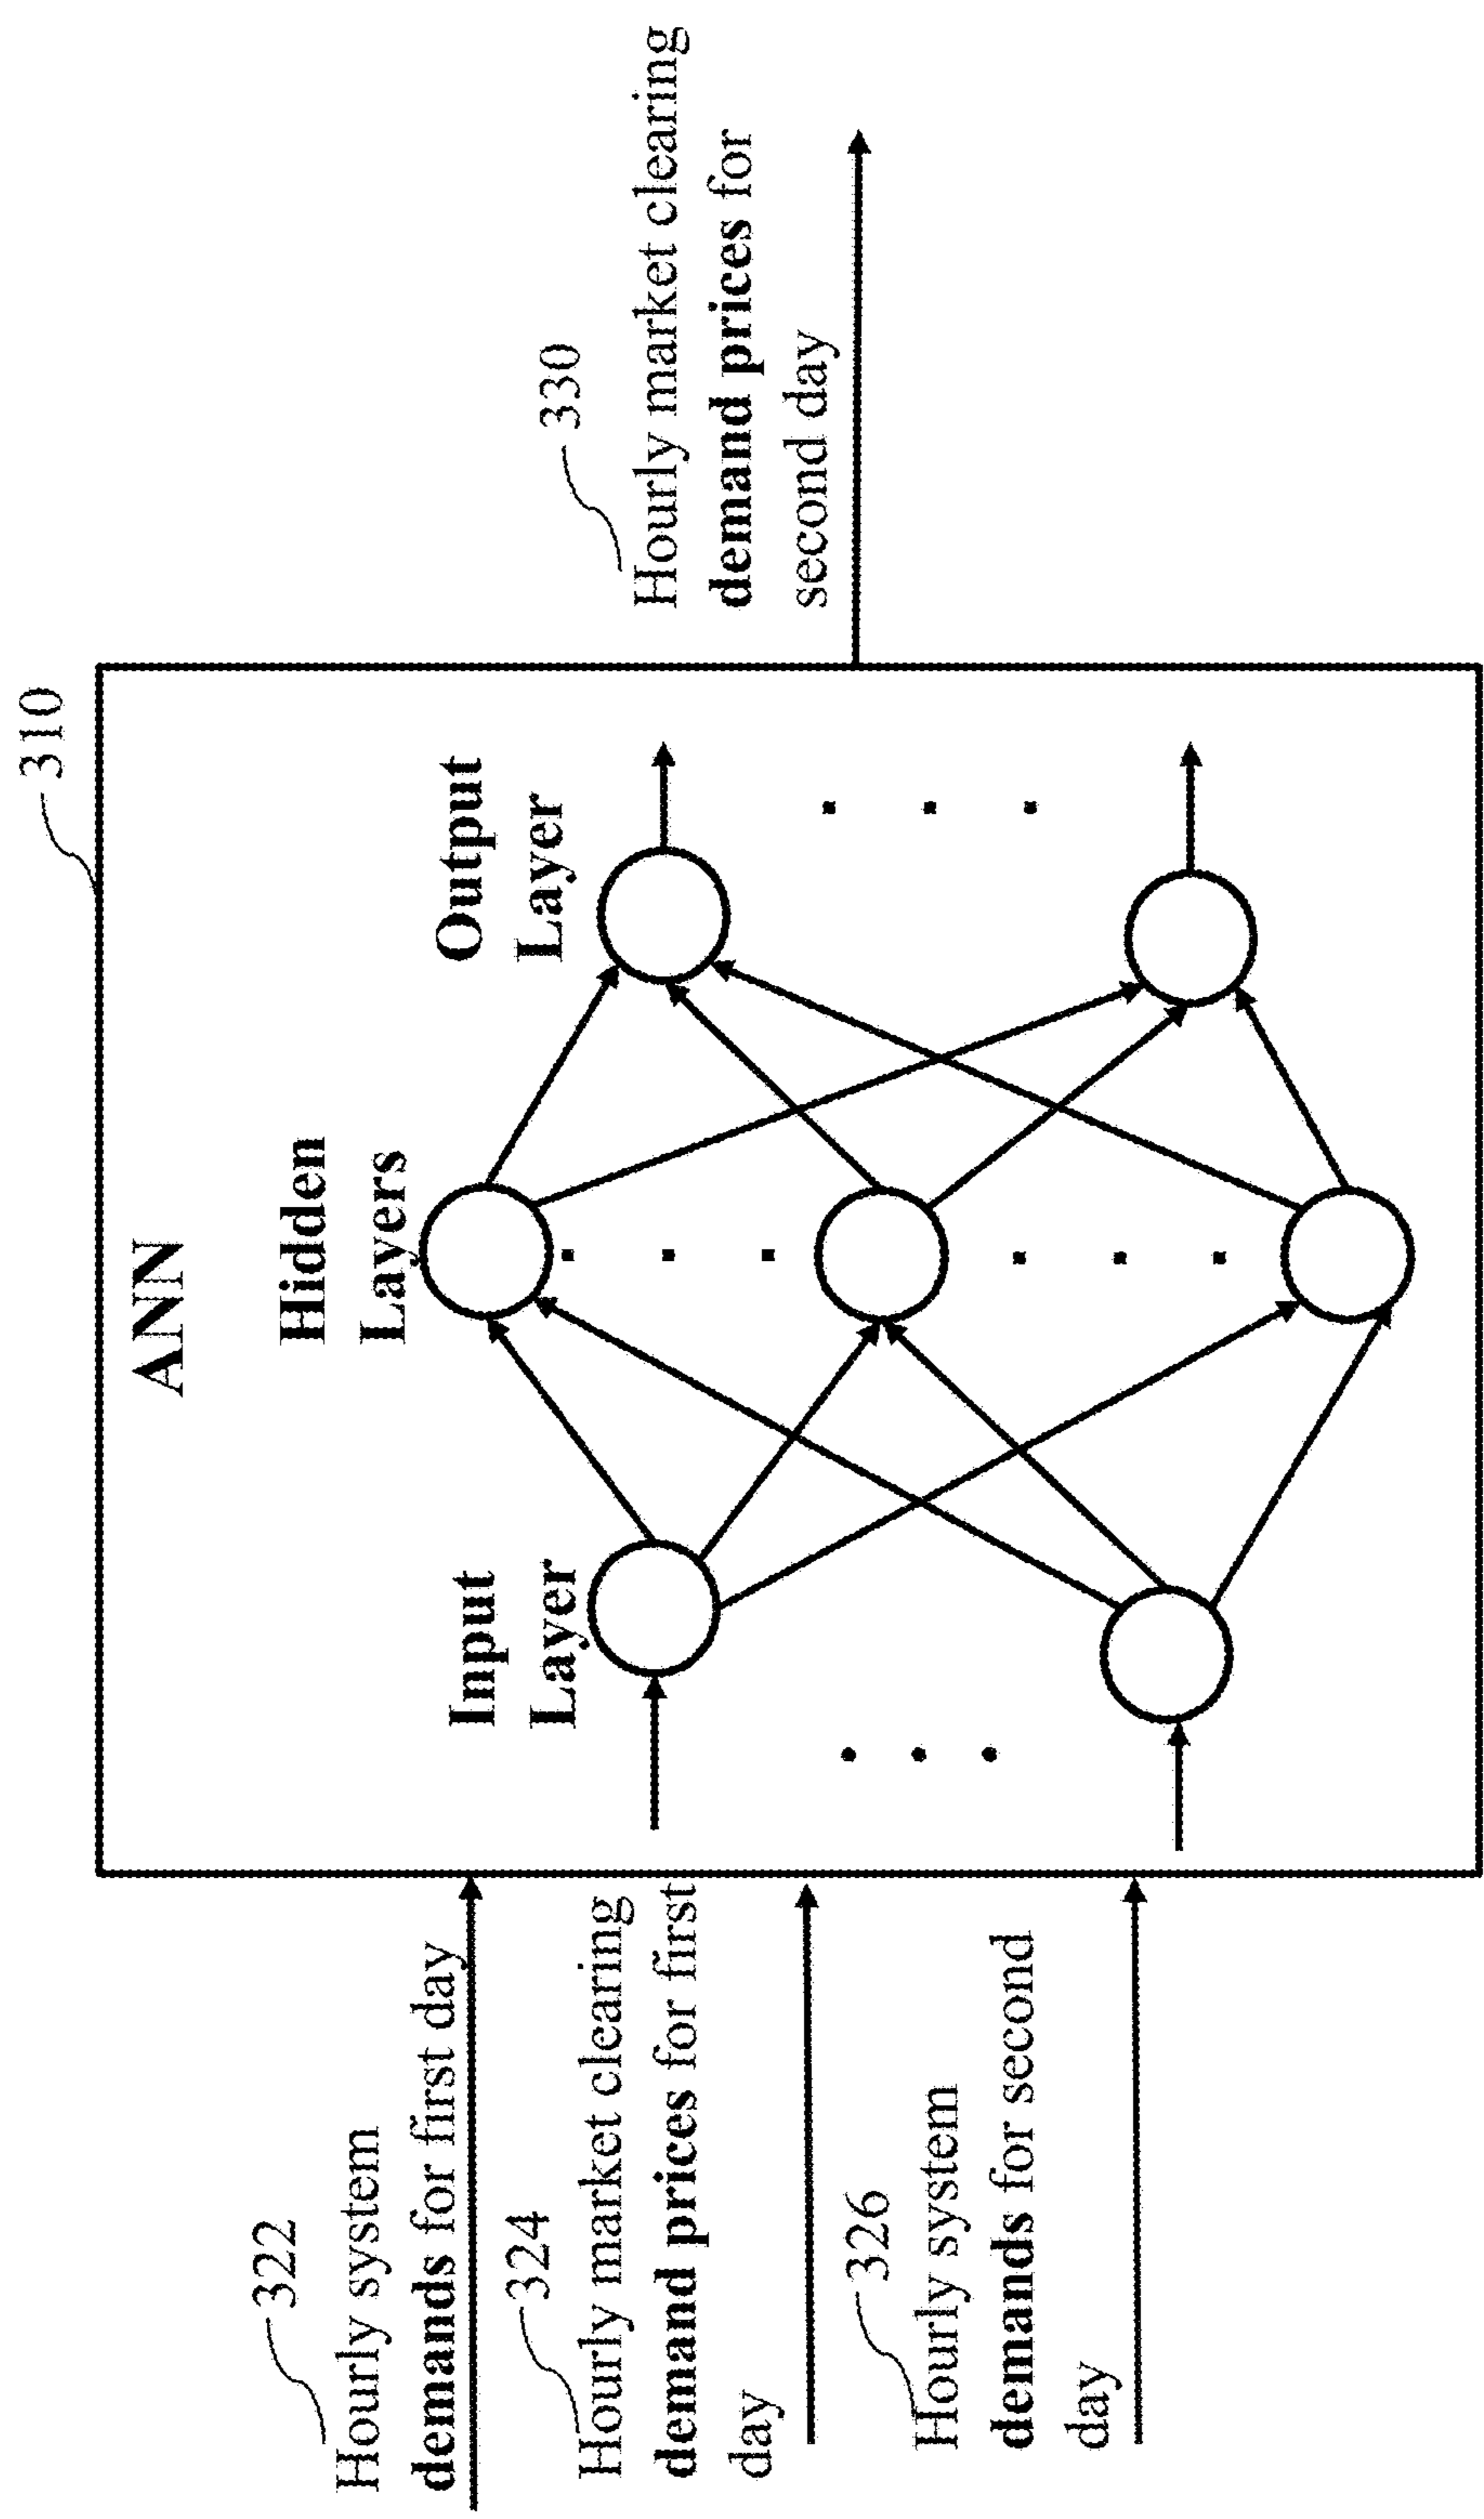 310
ANN
Hidden
Layers
Input
Layer
Output
Layer
322
Hourly system
demands for first day
324
Hourly market clearing
demand prices for first
day
326
Hourly system
demands for second
day
330
Hourly market clearing
demand prices for
second day